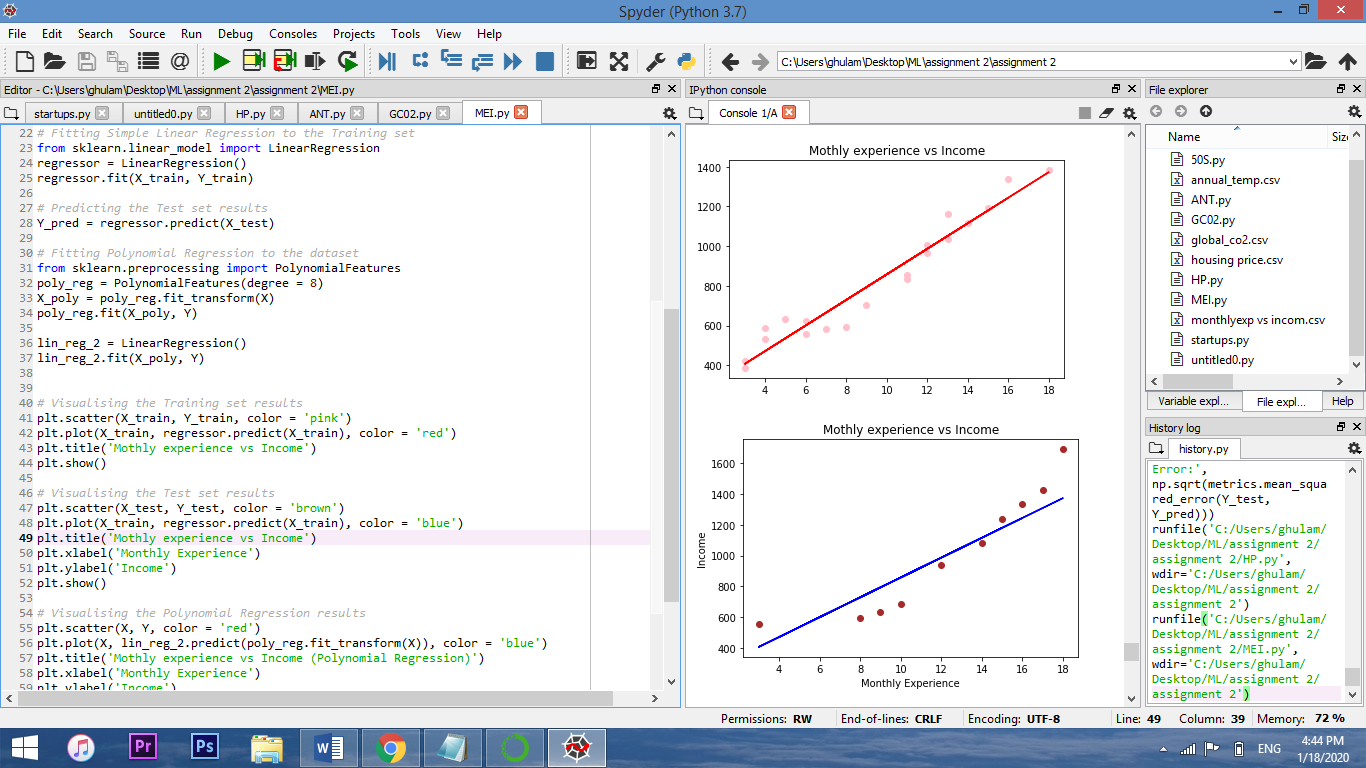 Spyder (Python 3.7)
File Edit Search Source Run Debug Consoles Projects Tools View Help
C:\Users\ghulam\Desktop\ML\assignment 2\assignment 2
Editor - C:\Users\ghulam\Desktop\ML\assignment 2\assignment 2\MEI.py
startups.py untitled0.py HP.py ANT.py GC02.py MEI.py
22 # Fitting Simple Linear Regression to the Training set
23 from sklearn.linear_model import LinearRegression
24 regressor = LinearRegression()
25 regressor.fit(X_train, Y_train)
26
27 # Predicting the Test set results
28 Y_pred = regressor.predict(X_test)
29
30 # Fitting Polynomial Regression to the dataset
31 from sklearn.preprocessing import PolynomialFeatures
32 poly_reg = PolynomialFeatures(degree = 8)
33 X_poly = poly_reg.fit_transform(X)
34 poly_reg.fit(X_poly, Y)
35
36 lin_reg_2 = LinearRegression()
37 lin_reg_2.fit(X_poly, Y)
38
39
40 # Visualising the Training set results
41 plt.scatter(X_train, Y_train, color = 'pink')
42 plt.plot(X_train, regressor.predict(X_train), color = 'red')
43 plt.title('Mothly experience vs Income')
44 plt.show()
45
46 # Visualising the Test set results
47 plt.scatter(X_test, Y_test, color = 'brown')
48 plt.plot(X_train, regressor.predict(X_train), color = 'blue')
49 plt.title('Mothly experience vs Income')
50 plt.xlabel('Monthly Experience')
51 plt.ylabel('Income')
52 plt.show()
53
54 # Visualising the Polynomial Regression results
55 plt.scatter(X, Y, color = 'red')
56 plt.plot(X, lin_reg_2.predict(poly_reg.fit_transform(X)), color = 'blue')
57 plt.title('Mothly experience vs Income (Polynomial Regression)')
58 plt.xlabel('Monthly Experience')
59 plt.ylabel('Income')
IPython console
Console 1/A
Mothly experience vs Income
1400
1200
1000
800
600
400
4 6 8 10 12 14 16 18
Mothly experience vs Income
1600
1400
1200
1000
800
600
400
Income
4 6 8 10 12 14 16 18
Monthly Experience
File explorer
Name Siz
50S.py
annual_temp.csv
ANT.py
GC02.py
global_co2.csv
housing price.csv
HP.py
MEI.py
monthlyexp vs incom.csv
startups.py
untitled0.py
Variable expl... File expl... Help
History log
history.py
Error:',
np.sqrt(metrics.mean_squa
red_error(Y_test,
Y_pred)))
runfile('C:/Users/ghulam/
Desktop/ML/assignment 2/
assignment 2/HP.py',
wdir='C:/Users/ghulam/
Desktop/ML/assignment 2/
assignment 2')
runfile('C:/Users/ghulam/
Desktop/ML/assignment 2/
assignment 2/MEI.py',
wdir='C:/Users/ghulam/
Desktop/ML/assignment 2/
assignment 2')
Permissions: RW End-of-lines: CRLF Encoding: UTF-8 Line: 49 Column: 39 Memory: 72 %
Pr Ps ENG 4:44 PM
1/18/2020